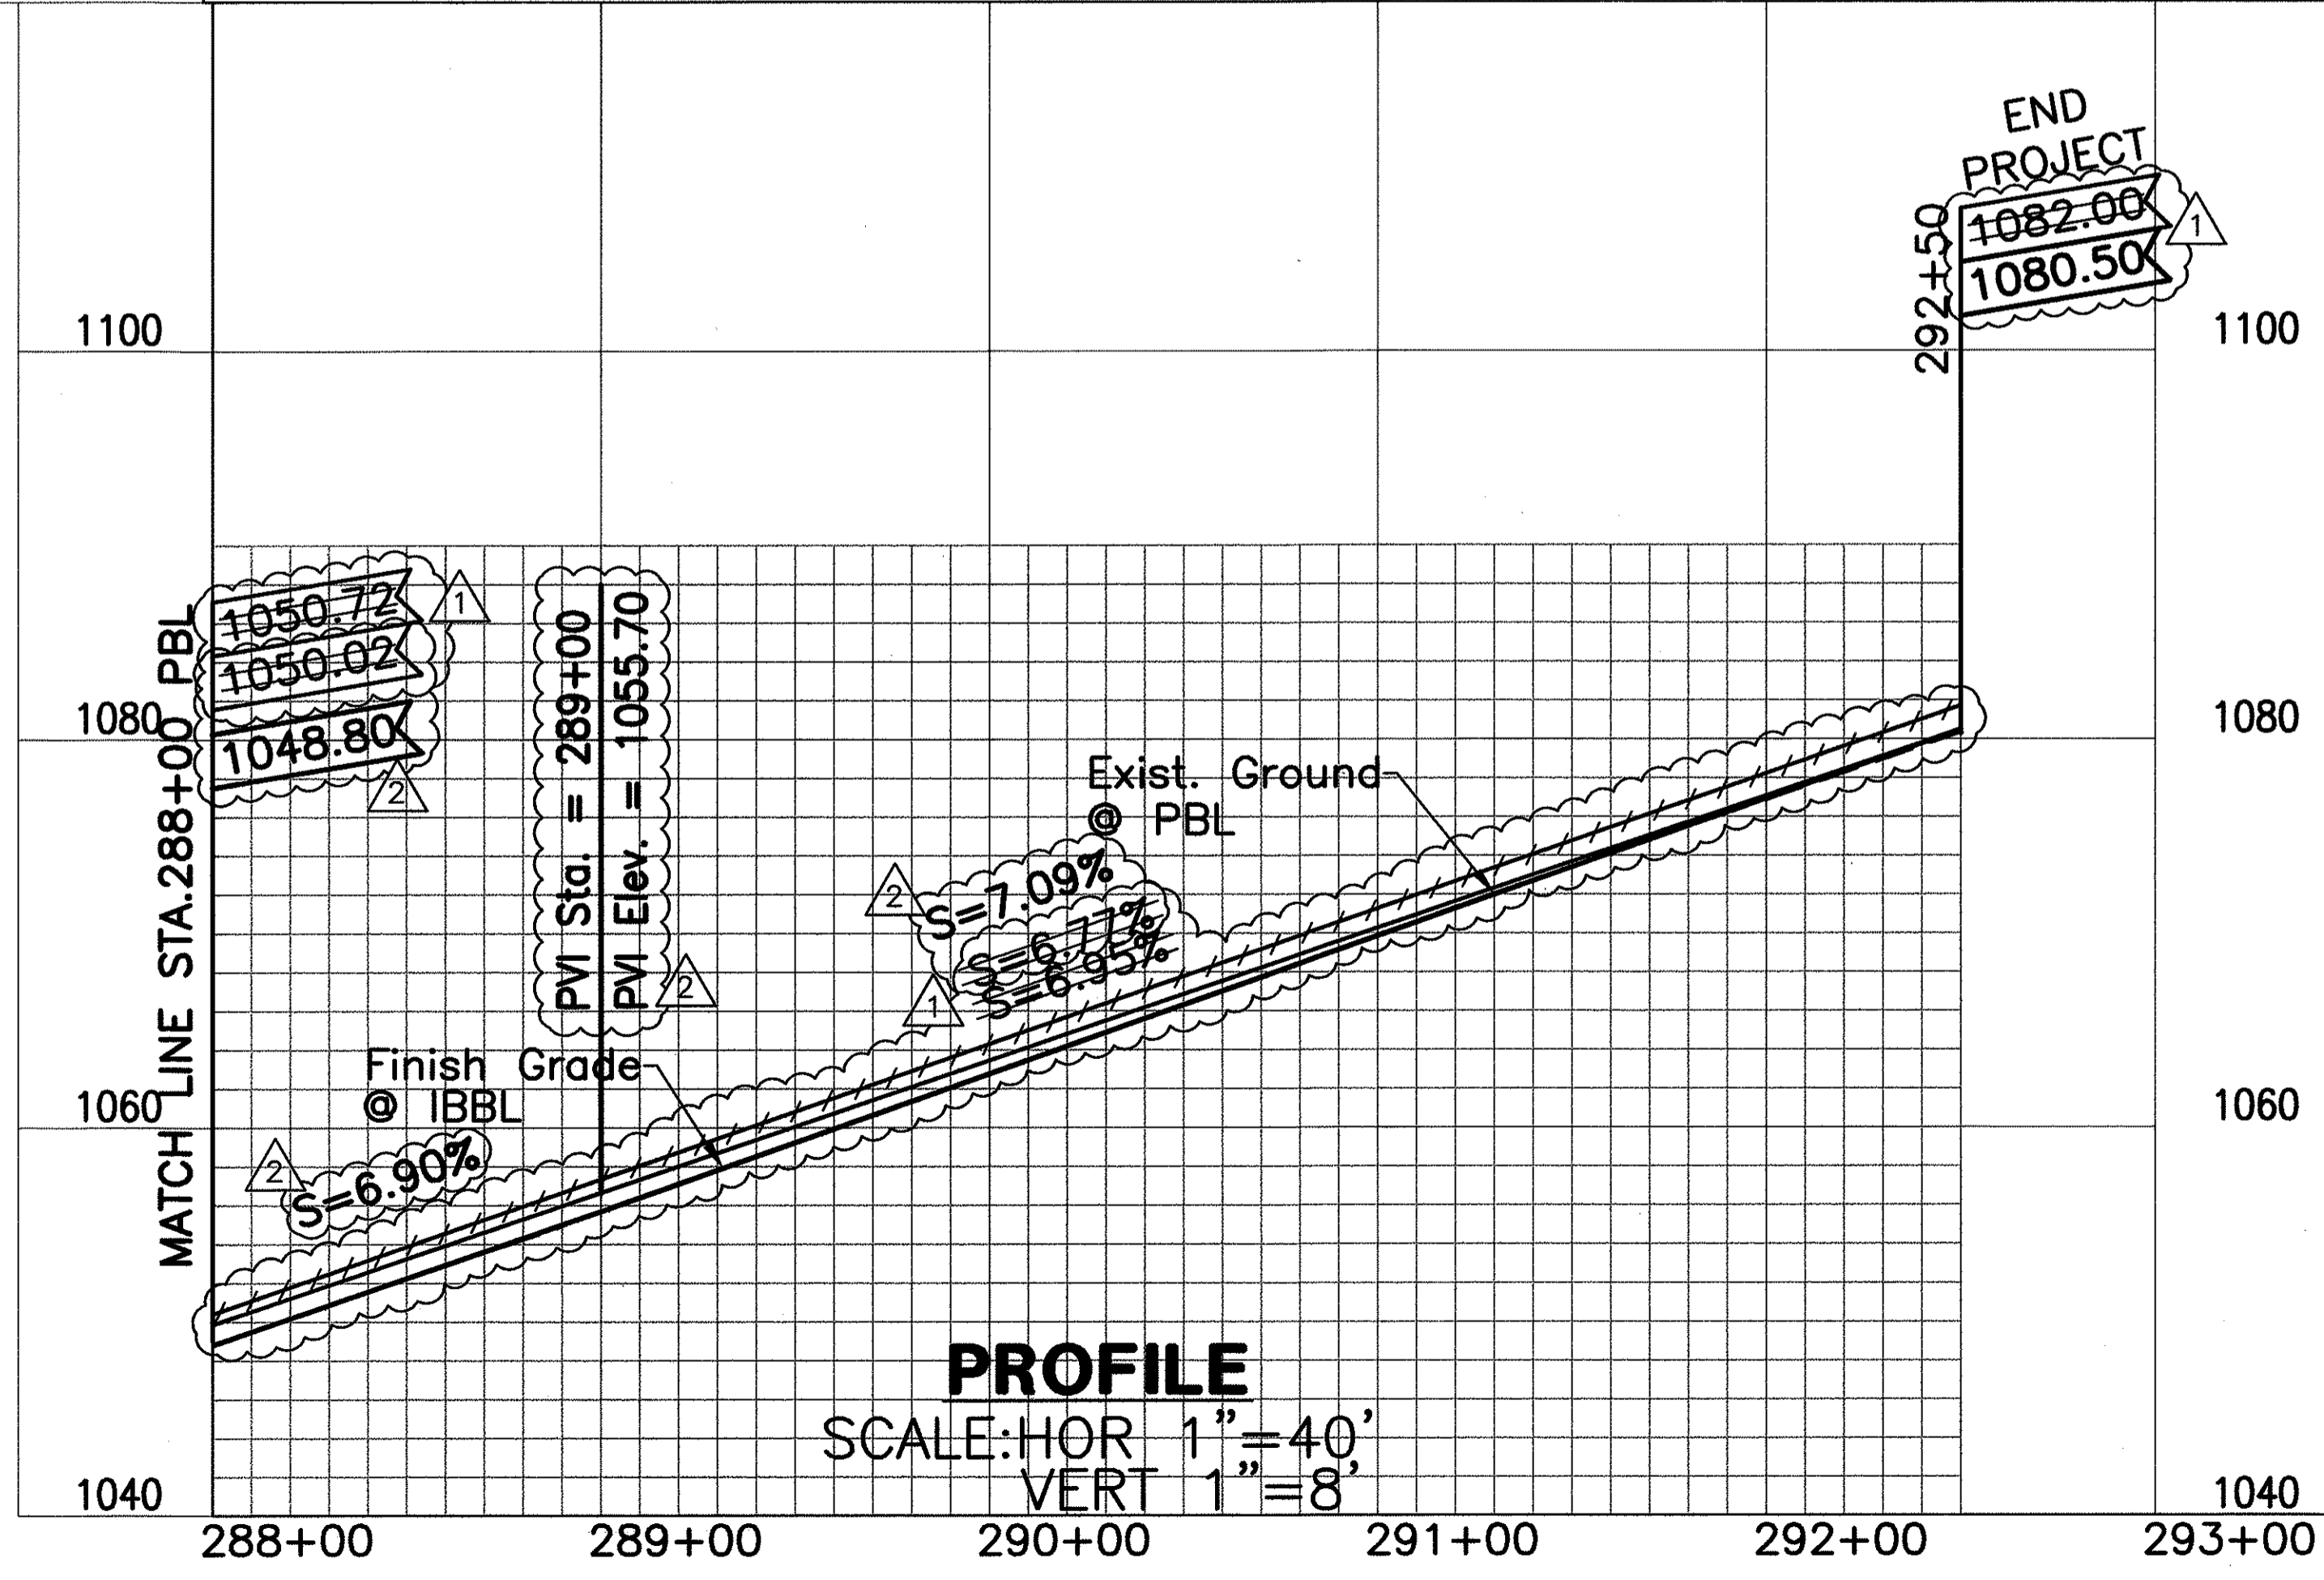 END
PROJECT
1082.00
1080.50
1
292+50
1100
1100
1050.72
1
1050.02
1048.80
2
MATCH LINE STA.288+00 PBL
PVI Sta. = 289+00
PVI Elev. = 1055.70
2
1080
1080
Exist. Ground
@ PBL
2
S=7.09%
S=6.77%
S=6.95%
1
Finish Grade
@ IBBL
1060
1060
2
S=6.90%
PROFILE
SCALE:HOR 1"=40'
VERT 1"=8'
1040
1040
288+00
289+00
290+00
291+00
292+00
293+00